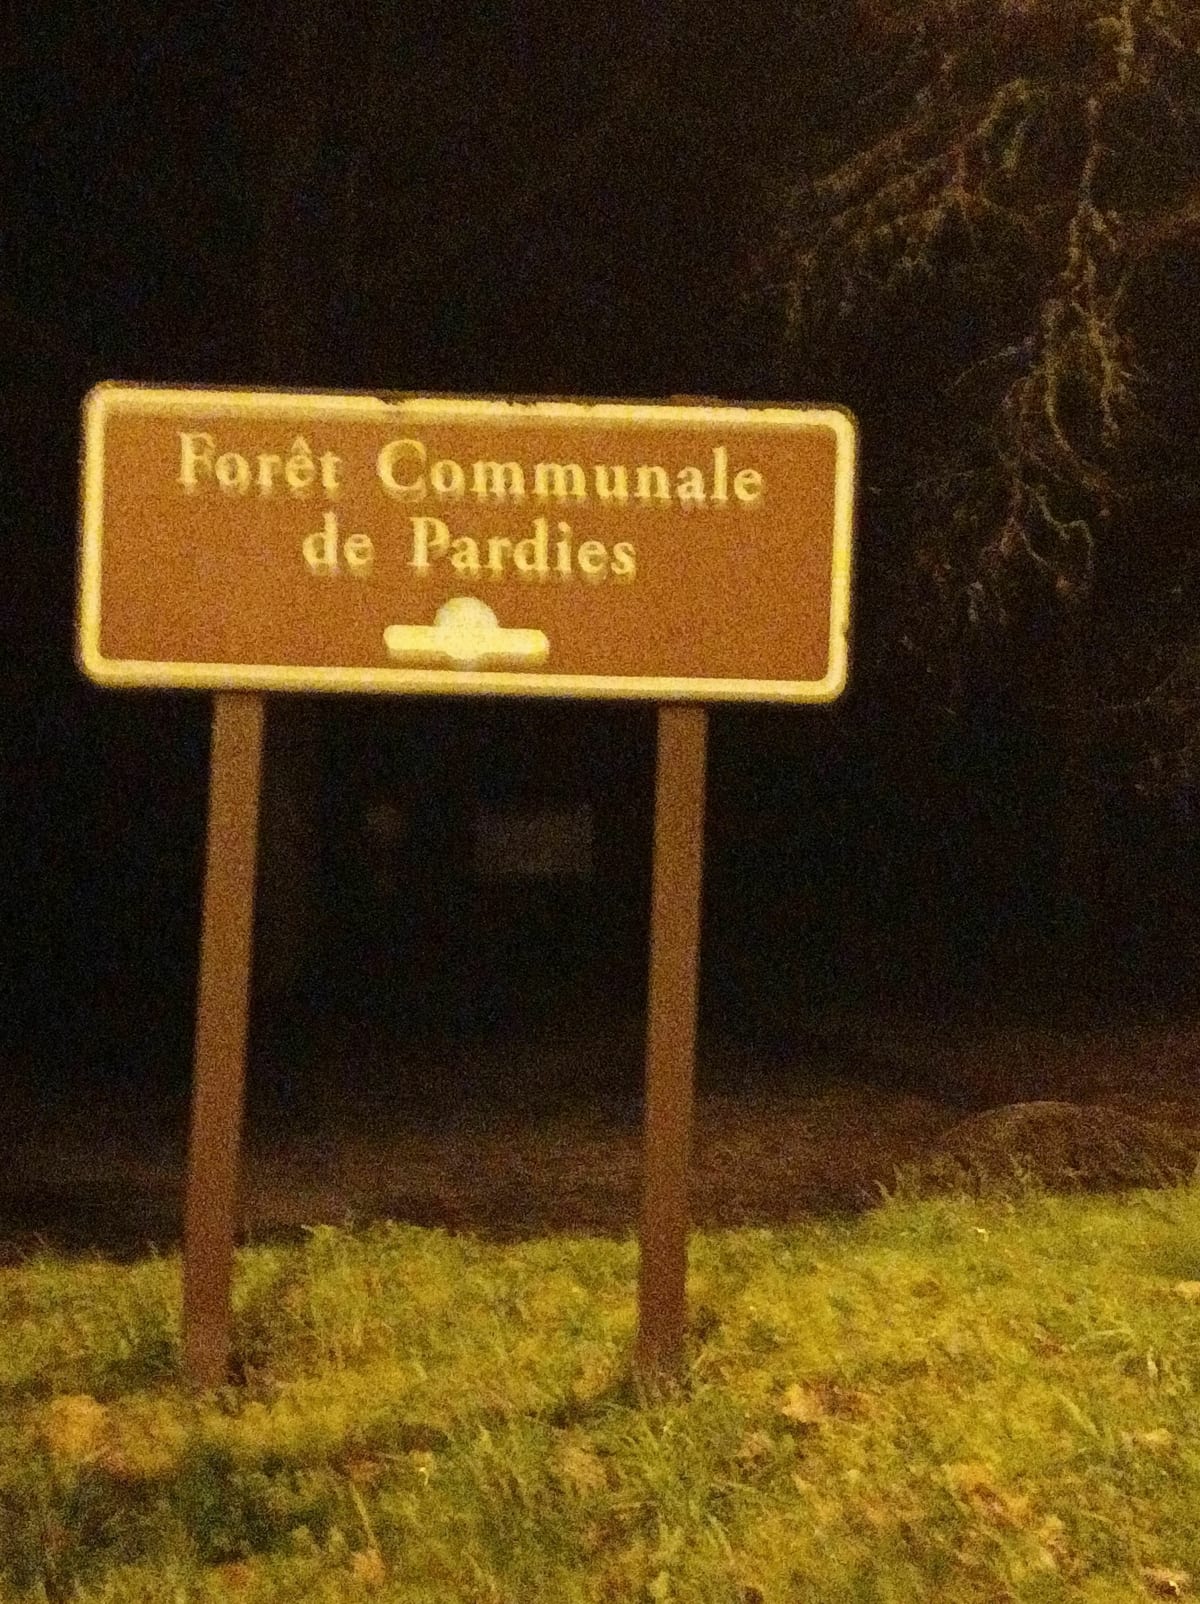 Forêt Communale
de Pardies